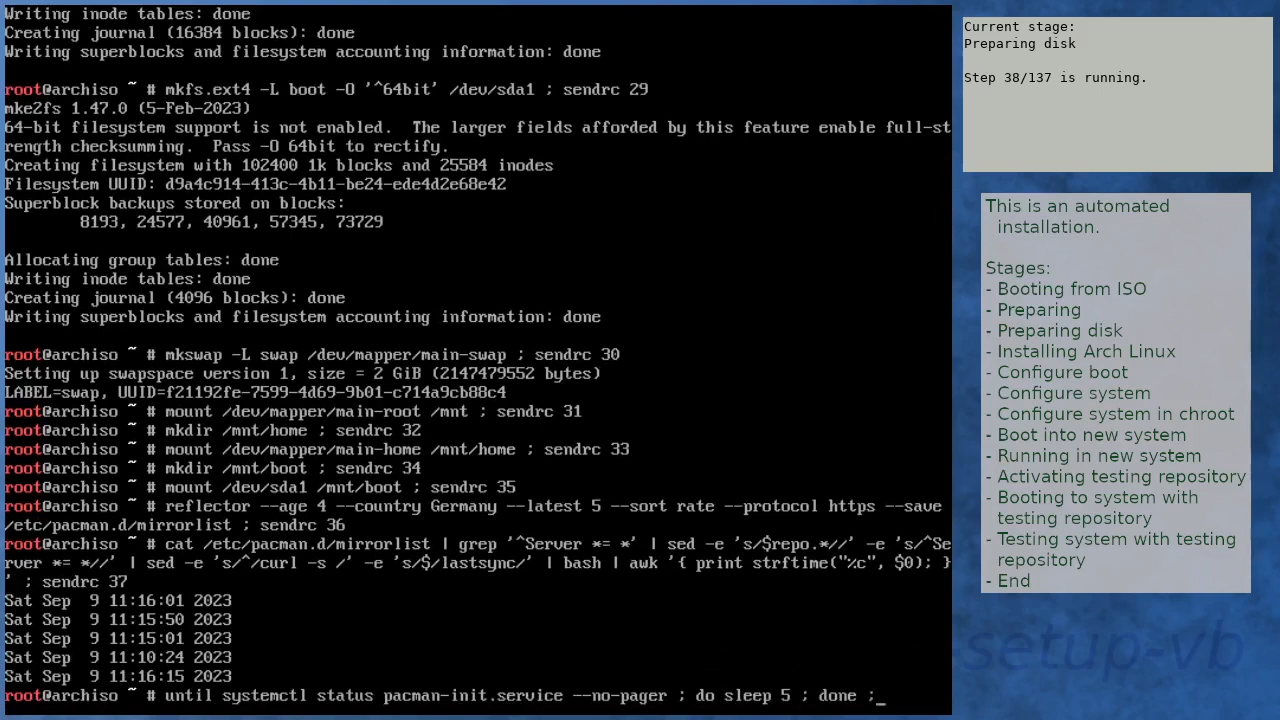 Writing inode tables: done
Creating journal (16384 blocks): done
Writing superblocks and filesystem accounting information: done
root@archiso ~ # mkfs.ext4 -L boot -O '^64bit' /dev/sda1 ; sendrc 29
mke2fs 1.47.0 (5-Feb-2023)
64-bit filesystem support is not enabled.  The larger fields afforded by this feature enable full-st
rength checksumming.  Pass -O 64bit to rectify.
Creating filesystem with 102400 1k blocks and 25584 inodes
Filesystem UUID: d9a4c914-413c-4b11-be24-ede4d2e68e42
Superblock backups stored on blocks:
        8193, 24577, 40961, 57345, 73729
Allocating group tables: done
Writing inode tables: done
Creating journal (4096 blocks): done
Writing superblocks and filesystem accounting information: done
root@archiso ~ # mkswap -L swap /dev/mapper/main-swap ; sendrc 30
Setting up swapspace version 1, size = 2 GiB (2147479552 bytes)
LABEL=swap, UUID=f21192fe-7599-4d69-9b01-c714a9cb88c4
root@archiso ~ # mount /dev/mapper/main-root /mnt ; sendrc 31
root@archiso ~ # mkdir /mnt/home ; sendrc 32
root@archiso ~ # mount /dev/mapper/main-home /mnt/home ; sendrc 33
root@archiso ~ # mkdir /mnt/boot ; sendrc 34
root@archiso ~ # mount /dev/sda1 /mnt/boot ; sendrc 35
root@archiso ~ # reflector --age 4 --country Germany --latest 5 --sort rate --protocol https --save
/etc/pacman.d/mirrorlist ; sendrc 36
root@archiso ~ # cat /etc/pacman.d/mirrorlist | grep '^Server *= *' | sed -e 's/$repo.*//' -e 's/^Se
rver *= *//' | sed -e 's/^/curl -s /' -e 's/$/lastsync/' | bash | awk '{ print strftime("%c", $0); }
' ; sendrc 37
Sat Sep  9 11:16:01 2023
Sat Sep  9 11:15:50 2023
Sat Sep  9 11:15:01 2023
Sat Sep  9 11:10:24 2023
Sat Sep  9 11:16:15 2023
root@archiso ~ # until systemctl status pacman-init.service --no-pager ; do sleep 5 ; done ;_
Current stage:
Preparing disk
Step 38/137 is running.
This is an automated
installation.
Stages:
- Booting from ISO
- Preparing
- Preparing disk
- Installing Arch Linux
- Configure boot
- Configure system
- Configure system in chroot
- Boot into new system
- Running in new system
- Activating testing repository
- Booting to system with
testing repository
- Testing system with testing
repository
- End
setup-vb